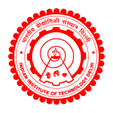 भारतीय प्रौद्योगिकी संस्थान दिल्ली
INDIAN INSTITUTE OF TECHNOLOGY DELHI